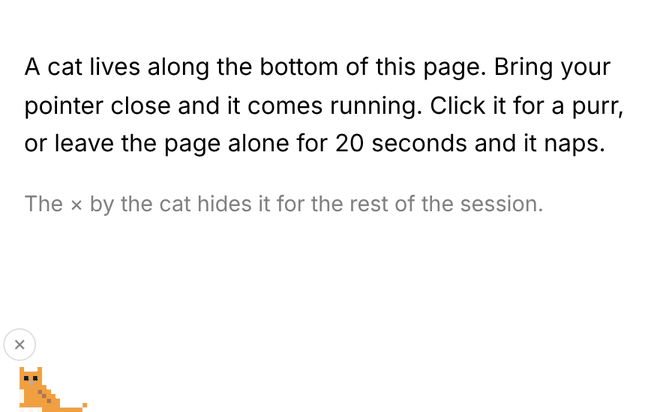 A cat lives along the bottom of this page. Bring your
pointer close and it comes running. Click it for a purr,
or leave the page alone for 20 seconds and it naps.
The × by the cat hides it for the rest of the session.
×